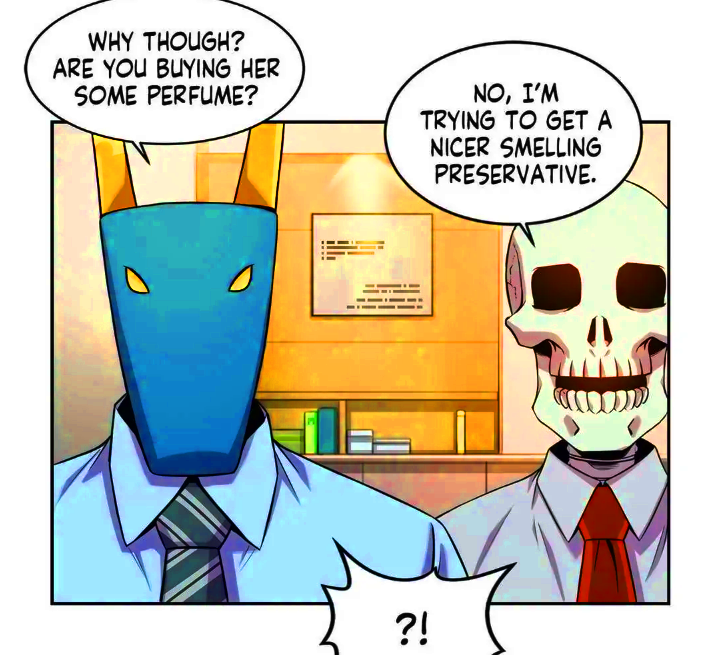 WHY THOUGH?
ARE YOU BUYING HER
SOME PERFUME?
NO, I'M
TRYING TO GET A
NICER SMELLING
PRESERVATIVE.
?!